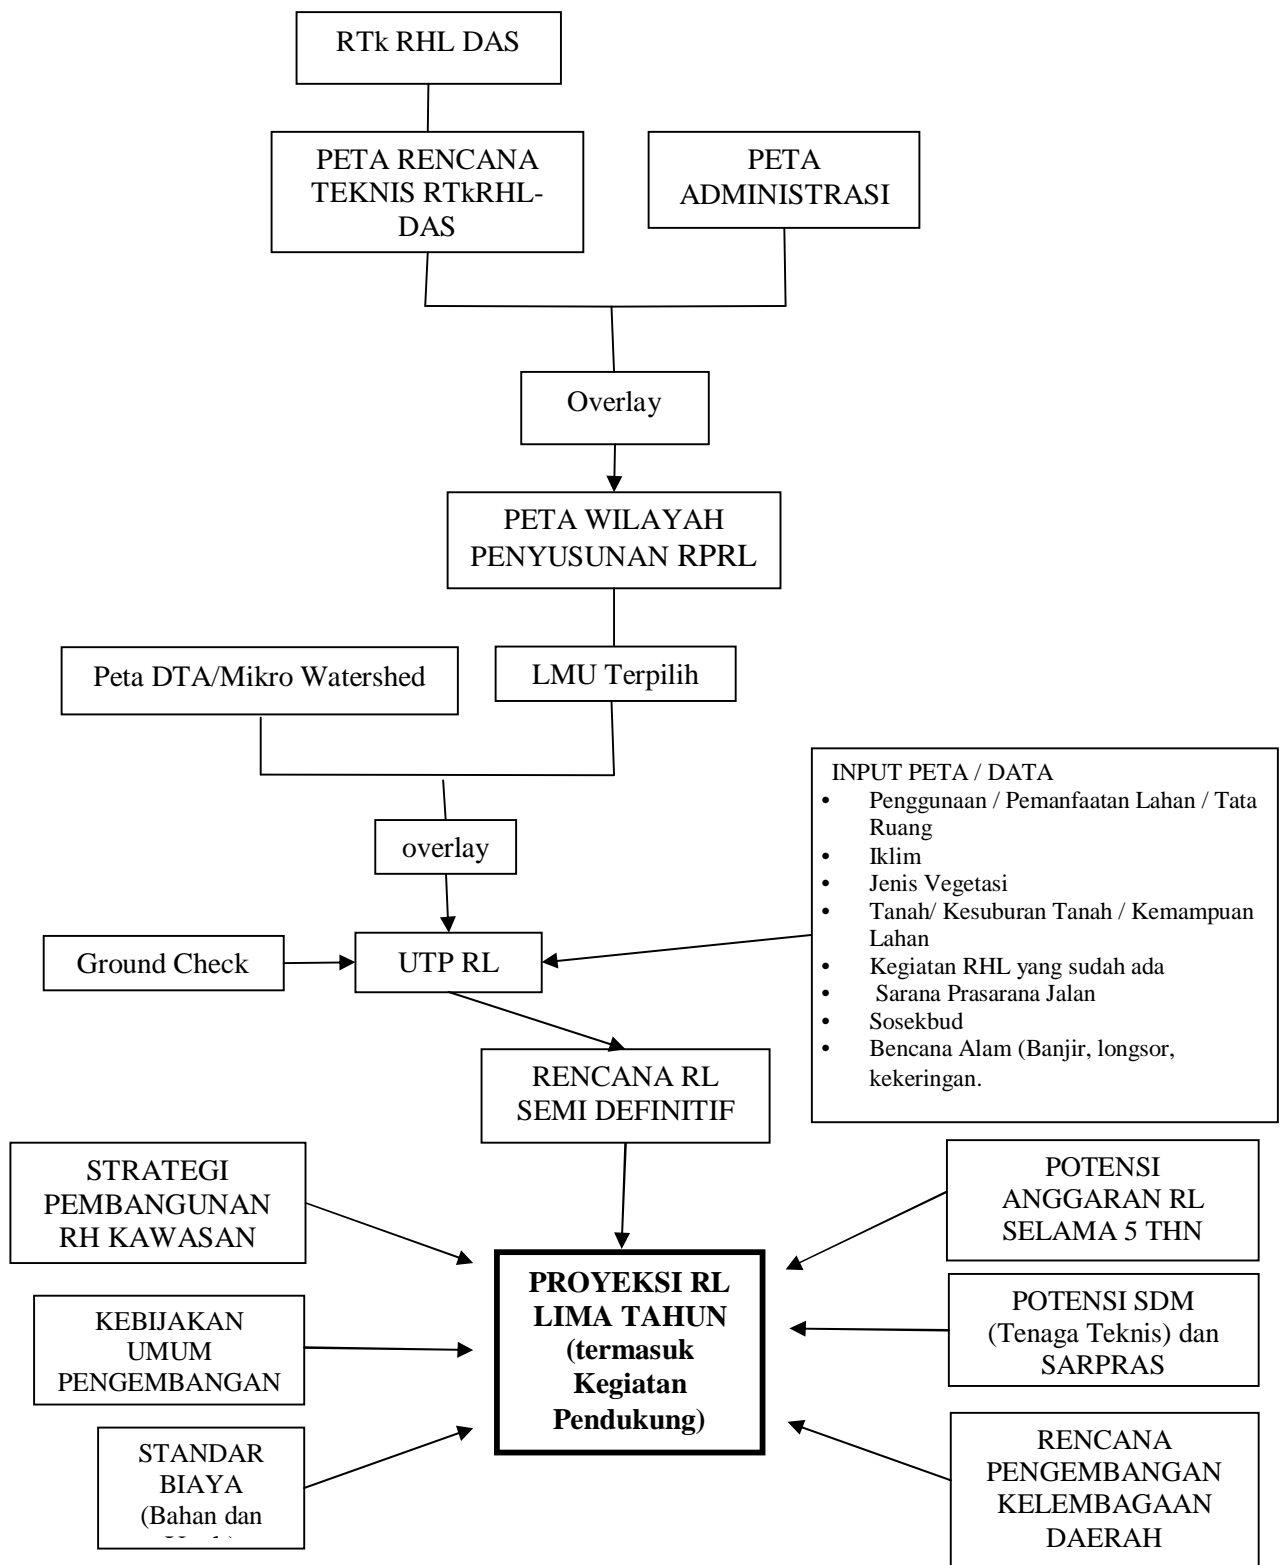 RTk RHL DAS
PETA RENCANA
TEKNIS RTkRHL-
DAS
PETA
ADMINISTRASI
Overlay
PETA WILAYAH
PENYUSUNAN RPRL
Peta DTA/Mikro Watershed
LMU Terpilih
overlay
INPUT PETA / DATA
• Penggunaan / Pemanfaatan Lahan / Tata
Ruang
• Iklim
• Jenis Vegetasi
• Tanah/ Kesuburan Tanah / Kemampuan
Lahan
• Kegiatan RHL yang sudah ada
• Sarana Prasarana Jalan
• Sosekbud
• Bencana Alam (Banjir, longsor,
kekeringan.
Ground Check
UTP RL
RENCANA RL
SEMI DEFINITIF
STRATEGI
PEMBANGUNAN
RH KAWASAN
KEBIJAKAN
UMUM
PENGEMBANGAN
STANDAR
BIAYA
(Bahan dan
PROYEKSI RL
LIMA TAHUN
(termasuk
Kegiatan
Pendukung)
POTENSI
ANGGARAN RL
SELAMA 5 THN
POTENSI SDM
(Tenaga Teknis) dan
SARPRAS
RENCANA
PENGEMBANGAN
KELEMBAGAAN
DAERAH